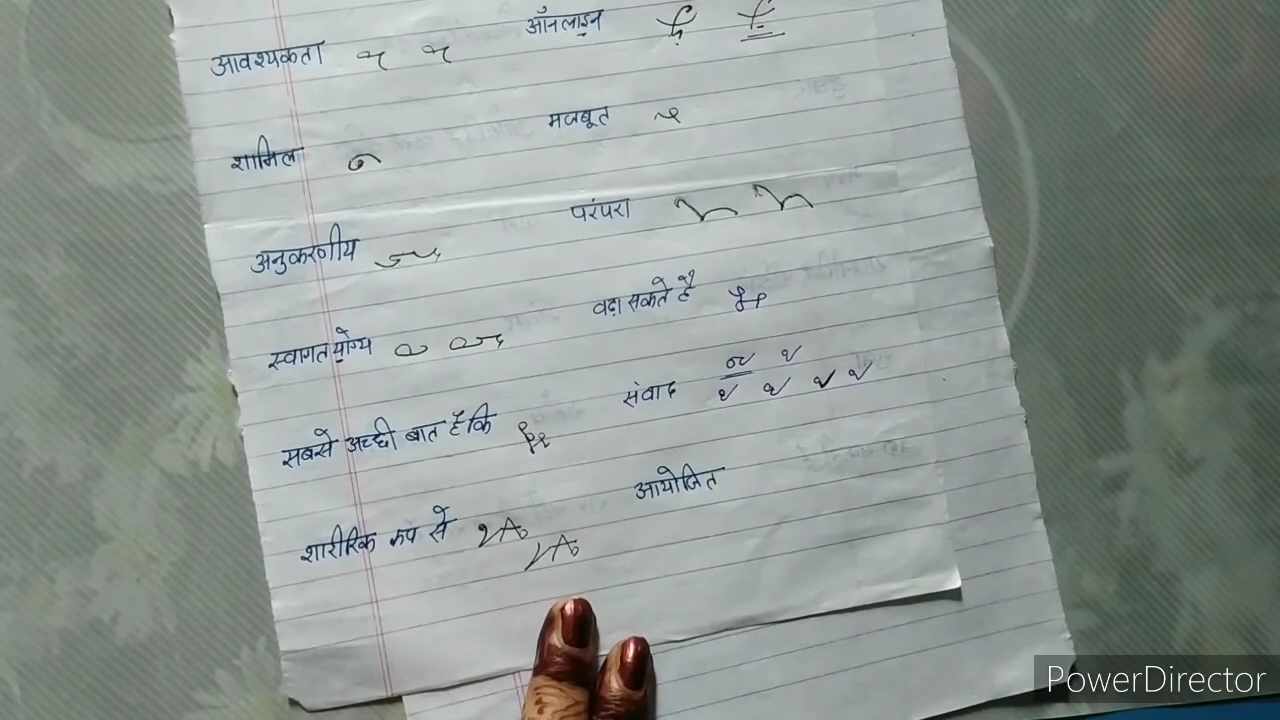 आवश्यकता
ऑनलाइन
शामिल
मजबूत
अनुकरणीय
परंपरा
स्वागतयोग्य
बढ़ा सकते हैं
सबसे अच्छी बात है कि
संवाद
शारीरिक रूप से
आयोजित
PowerDirector